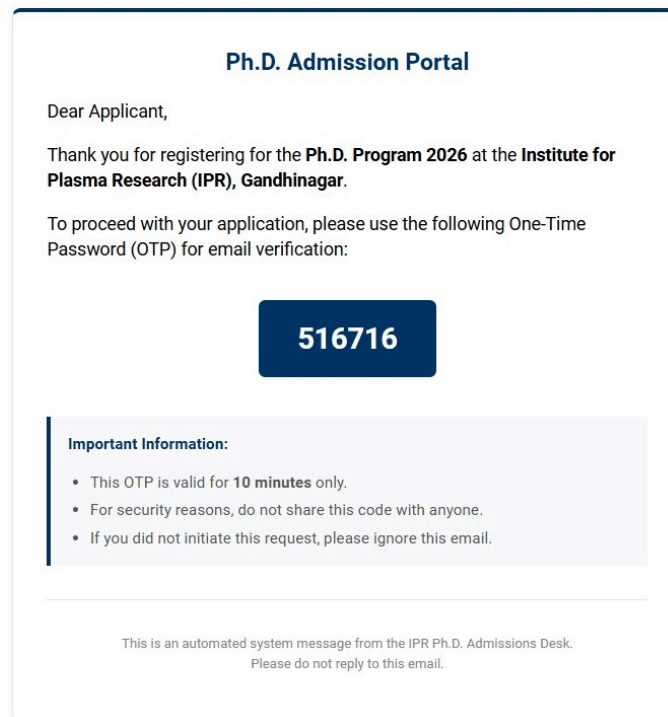 Ph.D. Admission Portal
Dear Applicant,
Thank you for registering for the Ph.D. Program 2026 at the Institute for
Plasma Research (IPR), Gandhinagar.
To proceed with your application, please use the following One-Time
Password (OTP) for email verification:
516716
Important Information:
• This OTP is valid for 10 minutes only.
• For security reasons, do not share this code with anyone.
• If you did not initiate this request, please ignore this email.
This is an automated system message from the IPR Ph.D. Admissions Desk.
Please do not reply to this email.